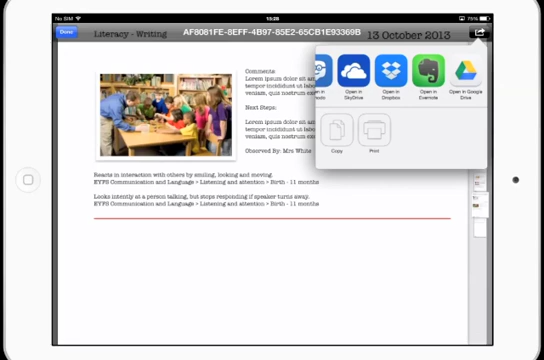 No SIM
13:28
75%
Done
Literacy - Writing
AF8081FE-8EFF-4B97-85E2-65CB1E93369B
13 October 2013
Comments
Lorem ipsum dolor sit
tempor incididunt ut
veniam, quis nostrum
Next Steps:
Lorem ipsum dolor sit
tempor incididunt ut
veniam, quis nostrum
Observed By: Mrs White
Open in
SkyDrive
Open in
Dropbox
Open in
Evernote
Open in Google
Drive
Copy
Print
Reacts in interaction with others by smiling, looking and moving.
EYFS Communication and Language > Listening and attention > Birth - 11 months
Looks intently at a person talking, but stops responding if speaker turns away.
EYFS Communication and Language > Listening and attention > Birth - 11 months